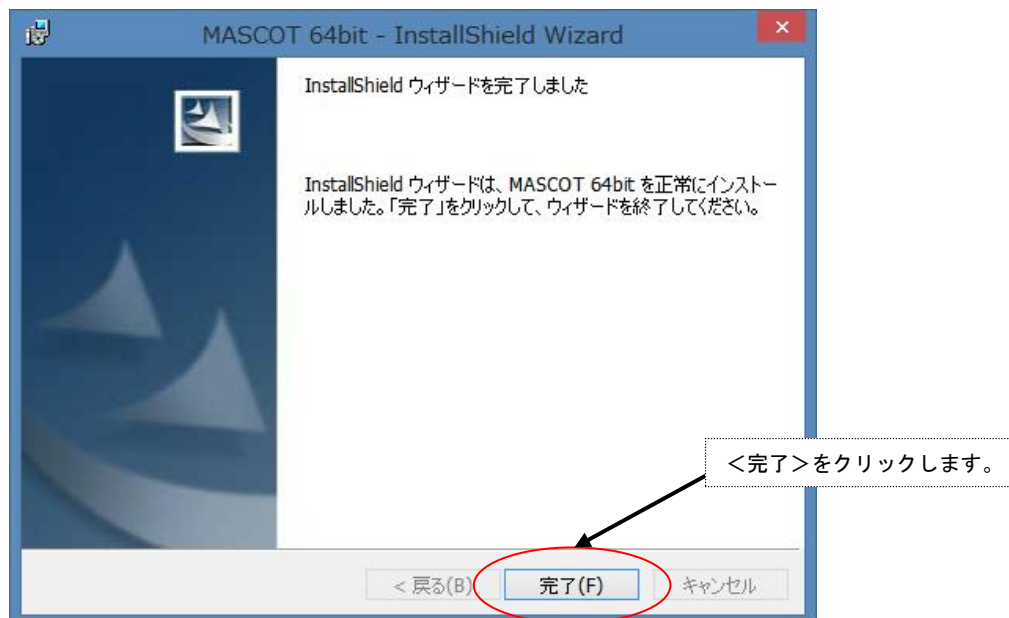 MASCOT 64bit - InstallShield Wizard
InstallShield ウィザードを完了しました
InstallShield ウィザードは、MASCOT 64bit を正常にインストー
ルしました。「完了」をクリックして、ウィザードを終了してください。
＜完了＞をクリックします。
< 戻る(B)
完了(F)
キャンセル